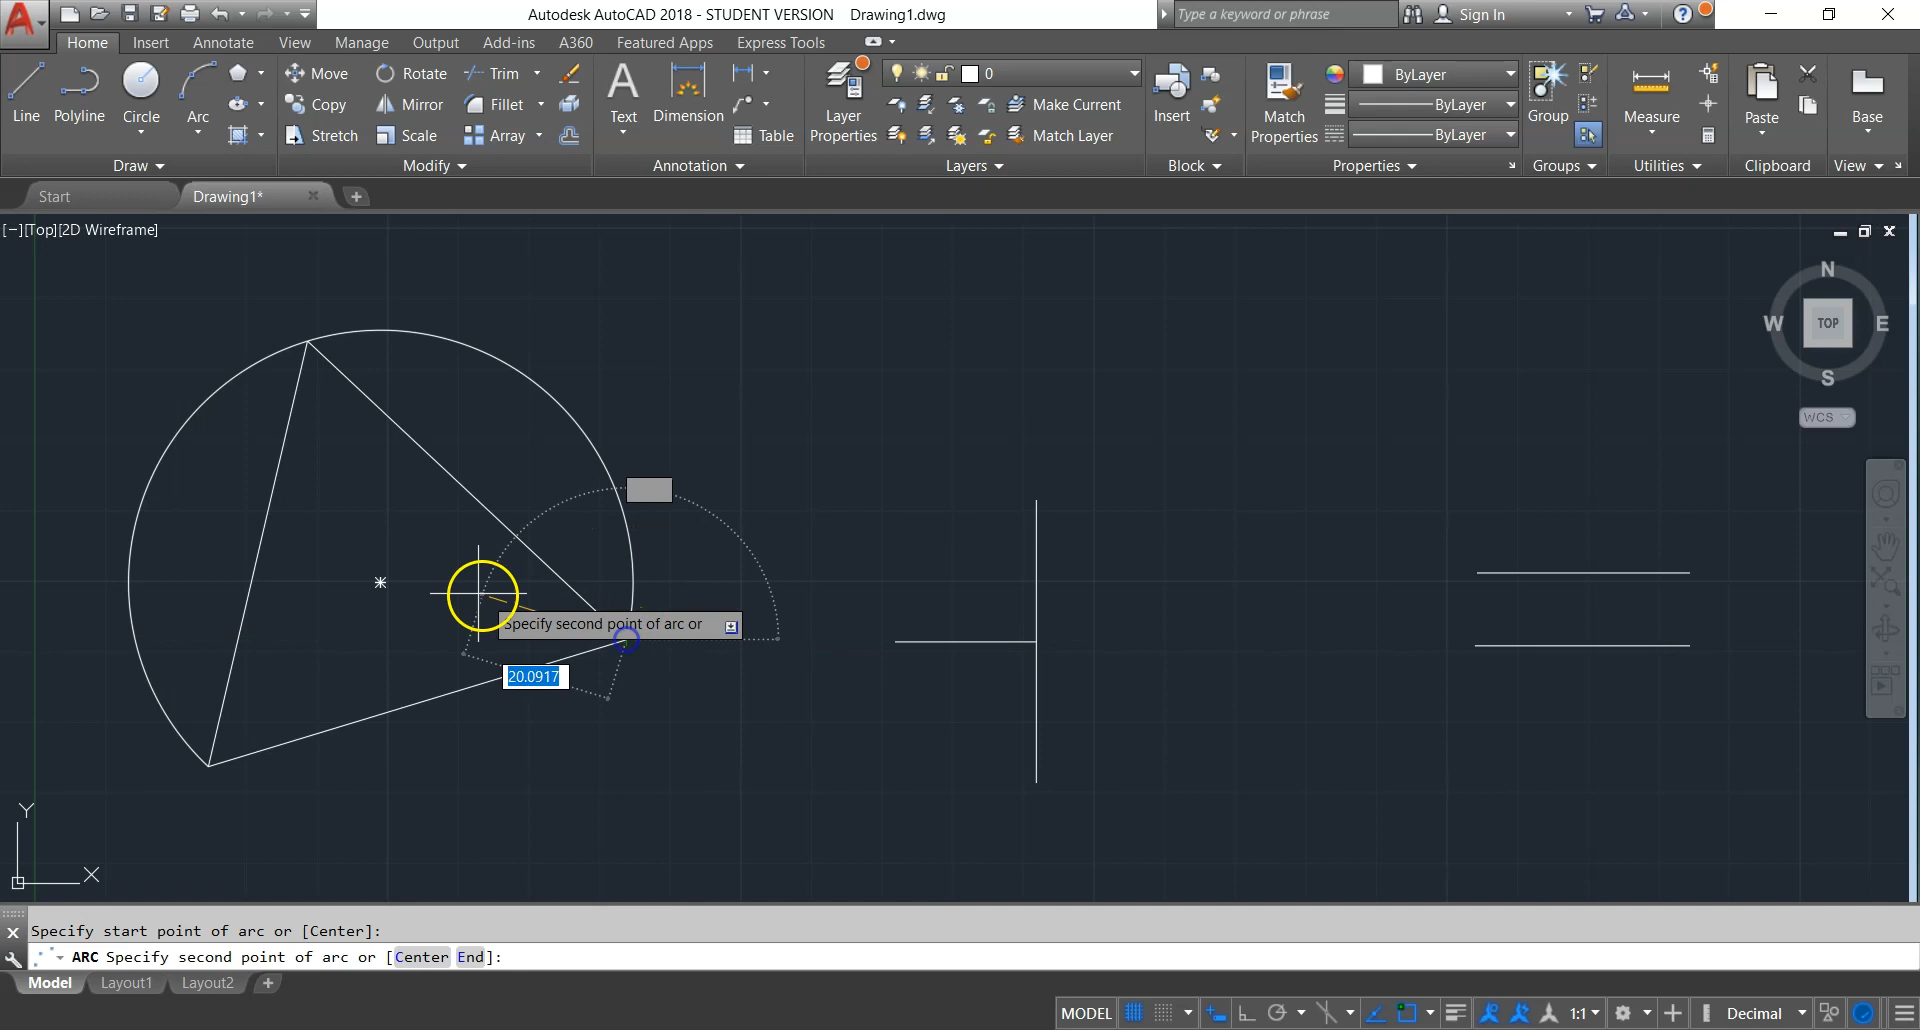 Autodesk AutoCAD 2018 - STUDENT VERSION Drawing1.dwg
Type a keyword or phrase
Sign In
Home Insert Annotate View Manage Output Add-ins A360 Featured Apps Express Tools
Line
Polyline
Circle
Arc
Move
Rotate
Trim
Copy
Mirror
Fillet
Stretch
Scale
Array
Text
Dimension
Table
Layer
Properties
0
Make Current
Match Layer
Insert
Match
Properties
ByLayer
ByLayer
ByLayer
Group
Measure
Paste
Base
Draw Modify Annotation Layers Block Properties Groups Utilities Clipboard View
Start Drawing1*
[−][Top][2D Wireframe]
N
W TOP E
S
WCS
Specify second point of arc or
20.0917
Y
X
Specify start point of arc or [Center]:
ARC Specify second point of arc or [Center End]:
Model Layout1 Layout2
MODEL 1:1 Decimal